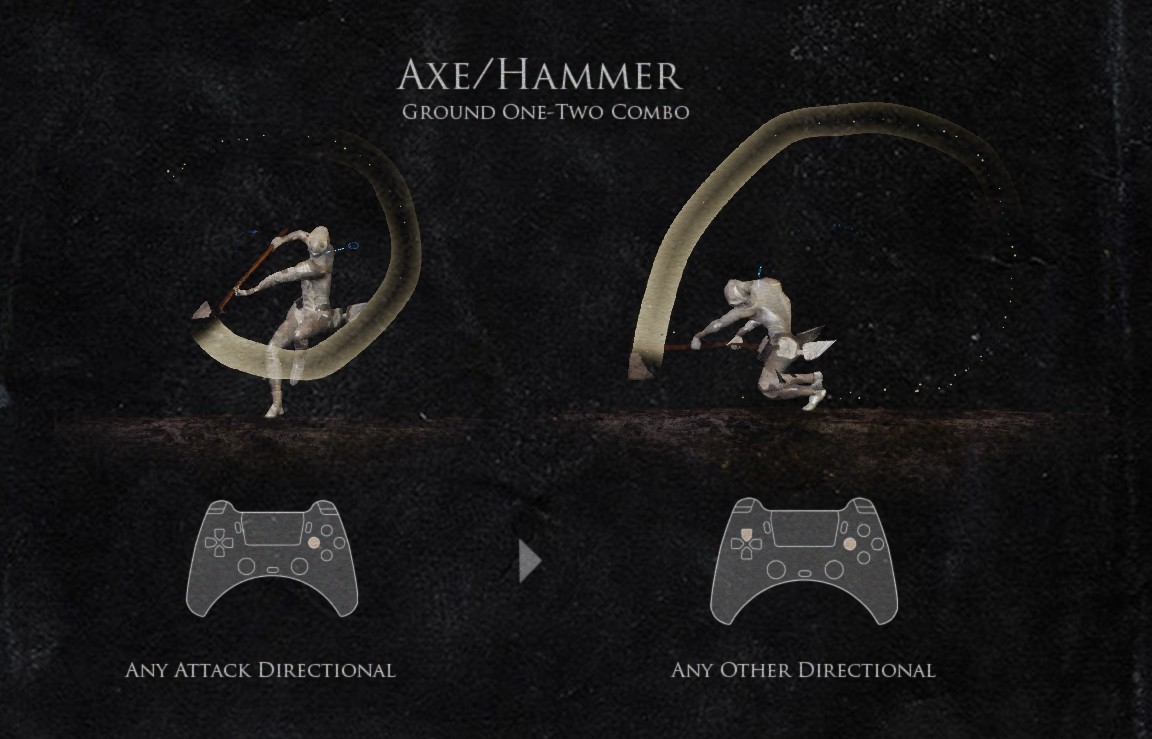 Axe/Hammer
Ground One-Two Combo
Any Attack Directional
Any Other Directional